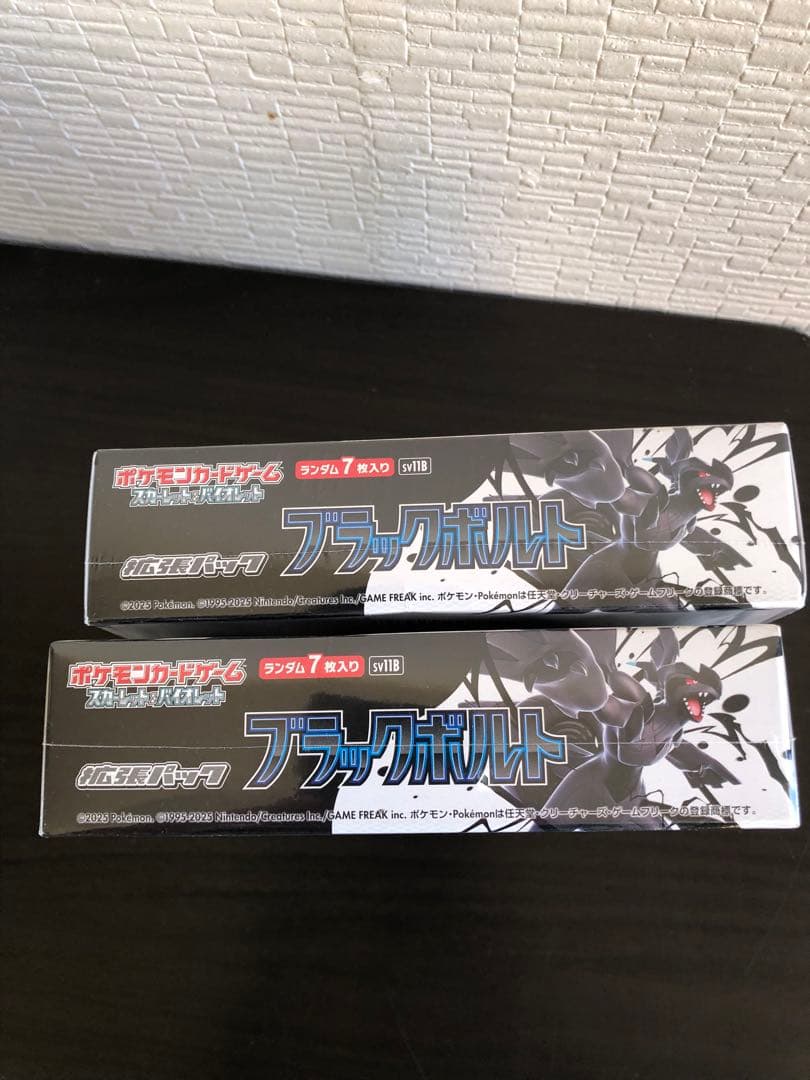 ポケモンカードゲーム
スカーレット&バイオレット
ランダム7枚入り
SV11B
ブラックボルト
拡張パック
©2025 Pokémon. ©1995-2025 Nintendo/Creatures Inc./GAME FREAK inc. ポケモン・Pokémonは任天堂・クリーチャーズ・ゲームフリークの登録商標です。
ポケモンカードゲーム
スカーレット&バイオレット
ランダム7枚入り
SV11B
ブラックボルト
拡張パック
©2025 Pokémon. ©1995-2025 Nintendo/Creatures Inc./GAME FREAK inc. ポケモン・Pokémonは任天堂・クリーチャーズ・ゲームフリークの登録商標です。